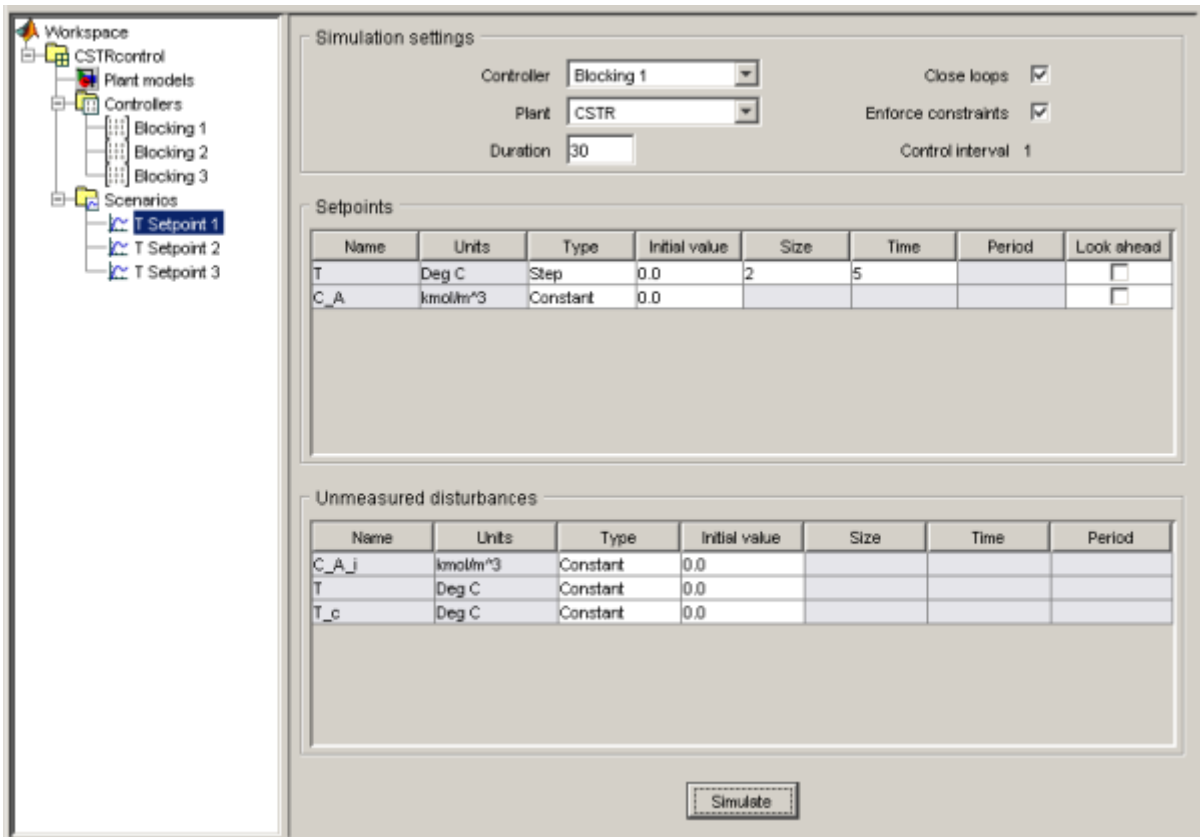 Workspace
CSTRcontrol
Plant models
Controllers
Blocking 1
Blocking 2
Blocking 3
Scenarios
T Setpoint 1
T Setpoint 2
T Setpoint 3
Simulation settings
Controller Blocking 1 Close loops
Plant CSTR Enforce constraints
Duration 30 Control interval 1
Setpoints
Name Units Type Initial value Size Time Period Look ahead
T Deg C Step 0.0 2 5
C_A kmol/m^3 Constant 0.0
Unmeasured disturbances
Name Units Type Initial value Size Time Period
C_A_i kmol/m^3 Constant 0.0
T Deg C Constant 0.0
T_c Deg C Constant 0.0
Simulate